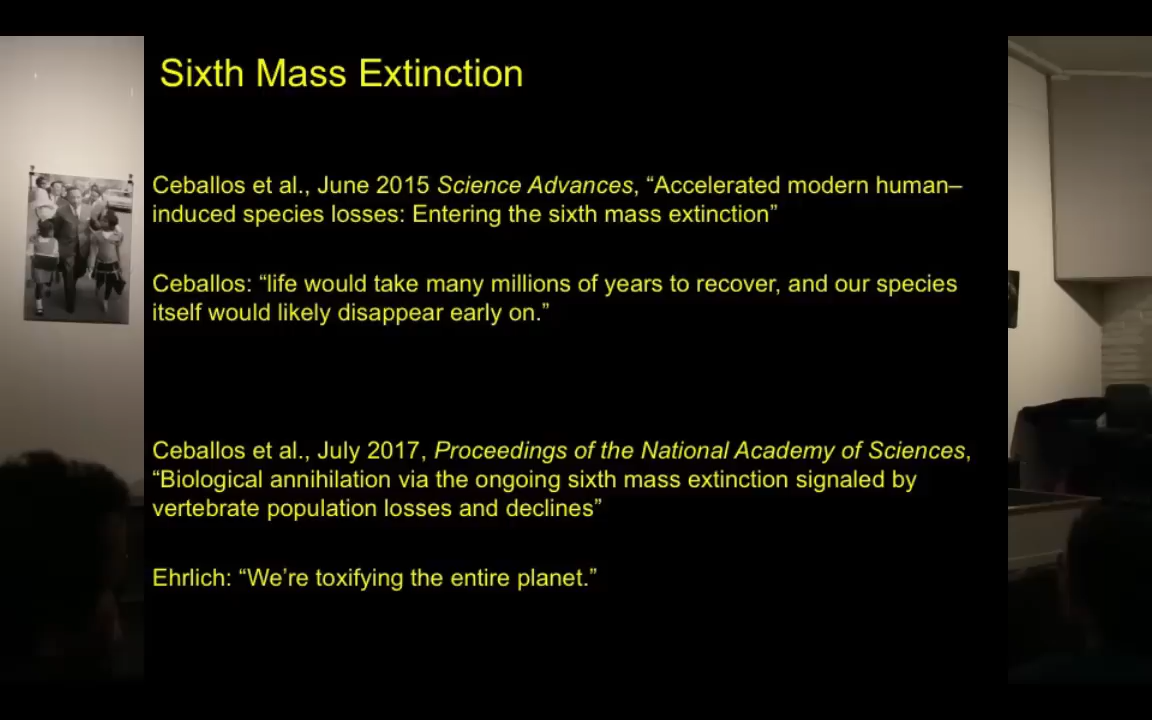 Sixth Mass Extinction
Ceballos et al., June 2015 Science Advances, “Accelerated modern human–
induced species losses: Entering the sixth mass extinction”
Ceballos: “life would take many millions of years to recover, and our species
itself would likely disappear early on.”
Ceballos et al., July 2017, Proceedings of the National Academy of Sciences,
“Biological annihilation via the ongoing sixth mass extinction signaled by
vertebrate population losses and declines”
Ehrlich: “We’re toxifying the entire planet.”